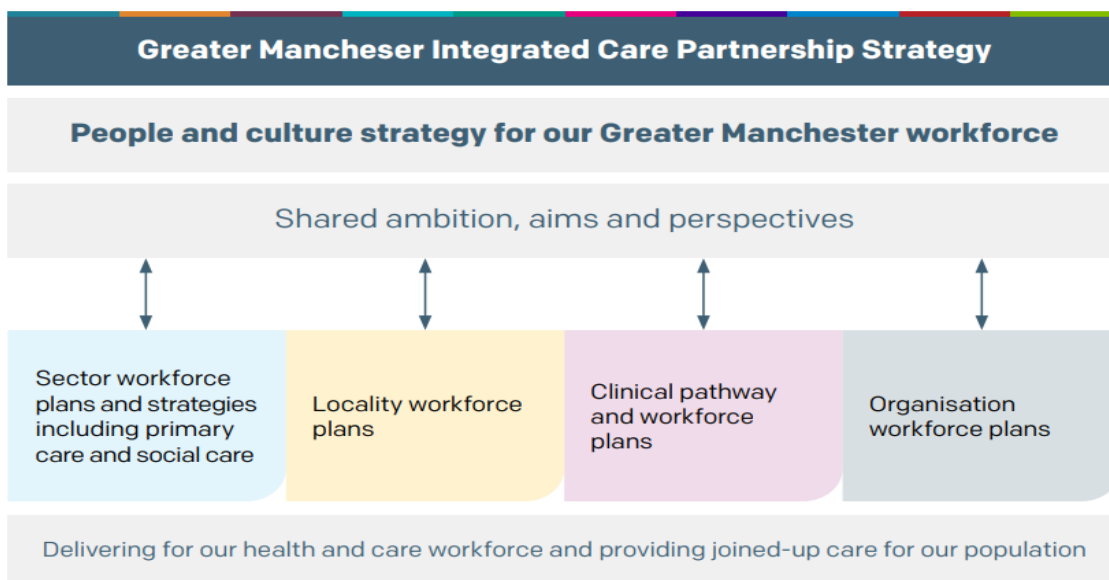 Greater Mancheser Integrated Care Partnership Strategy
People and culture strategy for our Greater Manchester workforce
Shared ambition, aims and perspectives
Sector workforce
plans and strategies
including primary
care and social care
Locality workforce
plans
Clinical pathway
and workforce
plans
Organisation
workforce plans
Delivering for our health and care workforce and providing joined-up care for our population